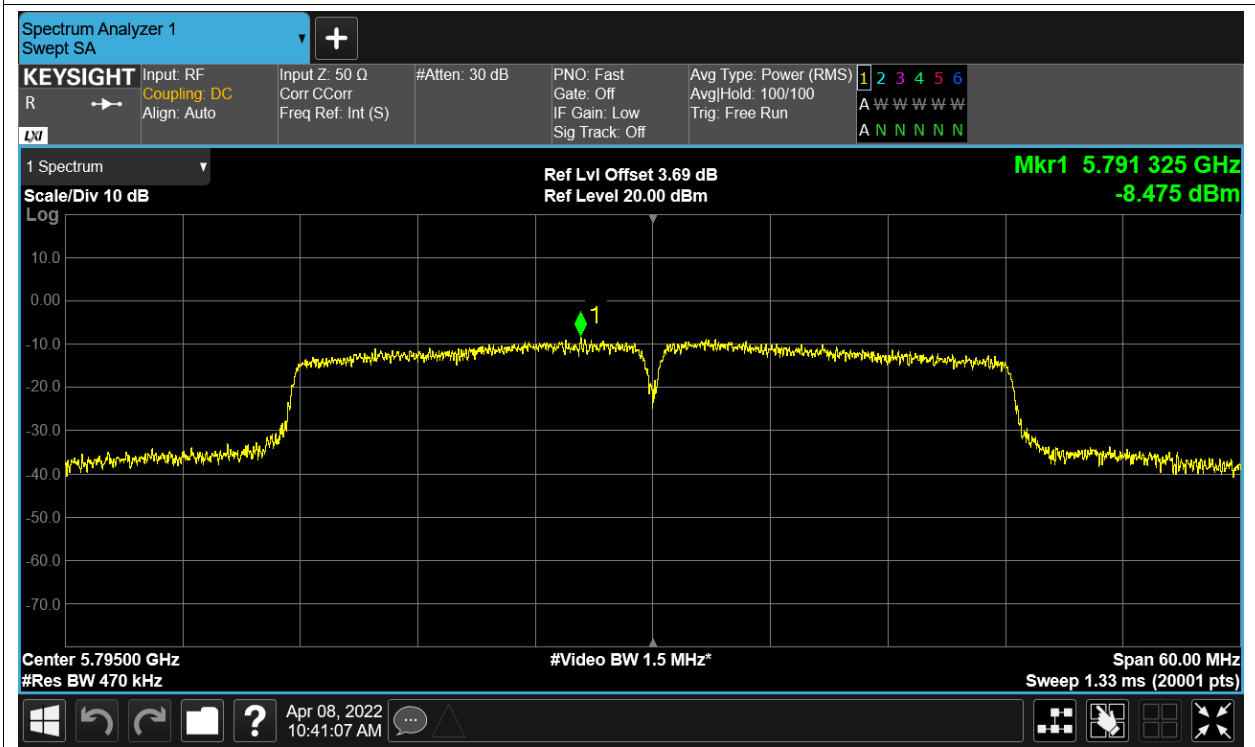 Spectrum Analyzer 1
Swept SA
KEYSIGHT
R
LXI
Input: RF
Coupling: DC
Align: Auto
Input Z: 50 Ω
Corr CCorr
Freq Ref: Int (S)
#Atten: 30 dB
PNO: Fast
Gate: Off
IF Gain: Low
Sig Track: Off
Avg Type: Power (RMS)
Avg|Hold: 100/100
Trig: Free Run
1 2 3 4 5 6
A W W W W W
A N N N N N
1 Spectrum
Scale/Div 10 dB
Log
Ref Lvl Offset 3.69 dB
Ref Level 20.00 dBm
Mkr1 5.791 325 GHz
-8.475 dBm
10.0
0.00
1
-10.0
-20.0
-30.0
-40.0
-50.0
-60.0
-70.0
Center 5.79500 GHz
#Video BW 1.5 MHz*
Span 60.00 MHz
#Res BW 470 kHz
Sweep 1.33 ms (20001 pts)
?
Apr 08, 2022
10:41:07 AM